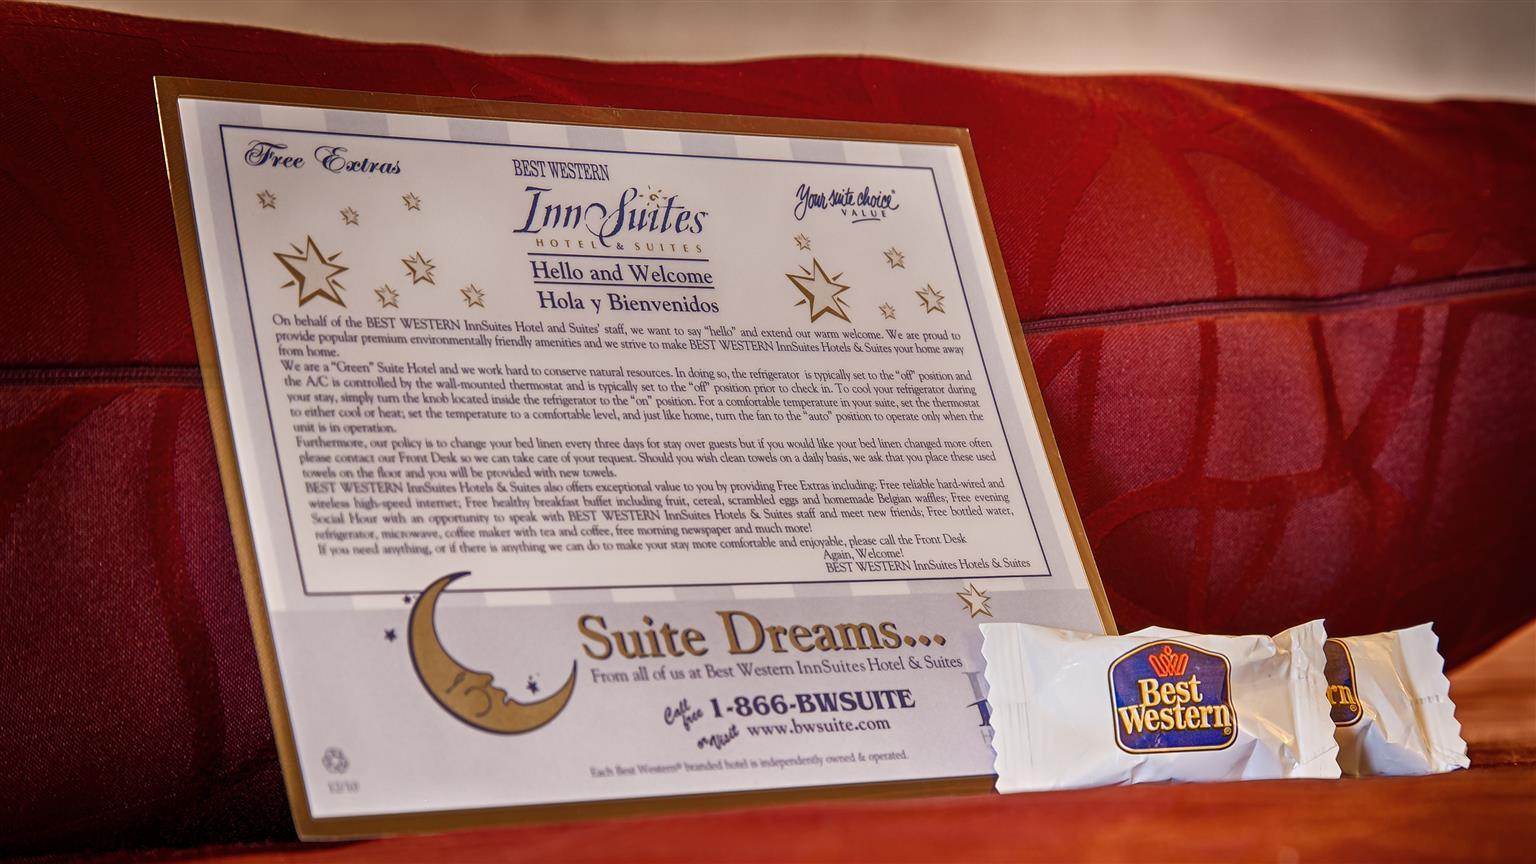 Free Extras
BEST WESTERN
InnSuites
HOTEL & SUITES
Your suite choice®
VALUE
Hello and Welcome
Hola y Bienvenidos
On behalf of the BEST WESTERN InnSuites Hotel and Suites' staff, we want to say "hello" and extend our warm welcome. We are proud to
provide popular premium environmentally friendly amenities and we strive to make BEST WESTERN InnSuites Hotels & Suites your home away
from home.
We are a "Green" Suite Hotel and we work hard to conserve natural resources. In doing so, the refrigerator is typically set to the "off" position and
the A/C is controlled by the wall-mounted thermostat and is typically set to the "off" position prior to check in. To cool your refrigerator during
your stay, simply turn the knob located inside the refrigerator to the "on" position. For a comfortable temperature in your suite, set the thermostat
to either cool or heat; set the temperature to a comfortable level, and just like home, turn the fan to the "auto" position to operate only when the
unit is in operation.
Furthermore, our policy is to change your bed linen every three days for stay over guests but if you would like your bed linen changed more often
please contact our Front Desk so we can take care of your request. Should you wish clean towels on a daily basis, we ask that you place these used
towels on the floor and you will be provided with new towels.
BEST WESTERN InnSuites Hotels & Suites also offers exceptional value to you by providing Free Extras including: Free reliable hard-wired and
wireless high-speed internet; Free healthy breakfast buffet including fruit, cereal, scrambled eggs and homemade Belgian waffles; Free evening
Social Hour with an opportunity to speak with BEST WESTERN InnSuites Hotels & Suites staff and meet new friends; Free bottled water,
refrigerator, microwave, coffee maker with tea and coffee, free morning newspaper and much more!
If you need anything, or if there is anything we can do to make your stay more comfortable and enjoyable, please call the Front Desk
Again, Welcome!
BEST WESTERN InnSuites Hotels & Suites
Suite Dreams...
From all of us at Best Western InnSuites Hotel & Suites
Call free 1-866-BWSUITE
or Visit www.bwsuite.com
Each Best Western® branded hotel is independently owned & operated.
Best
Western®
rn®